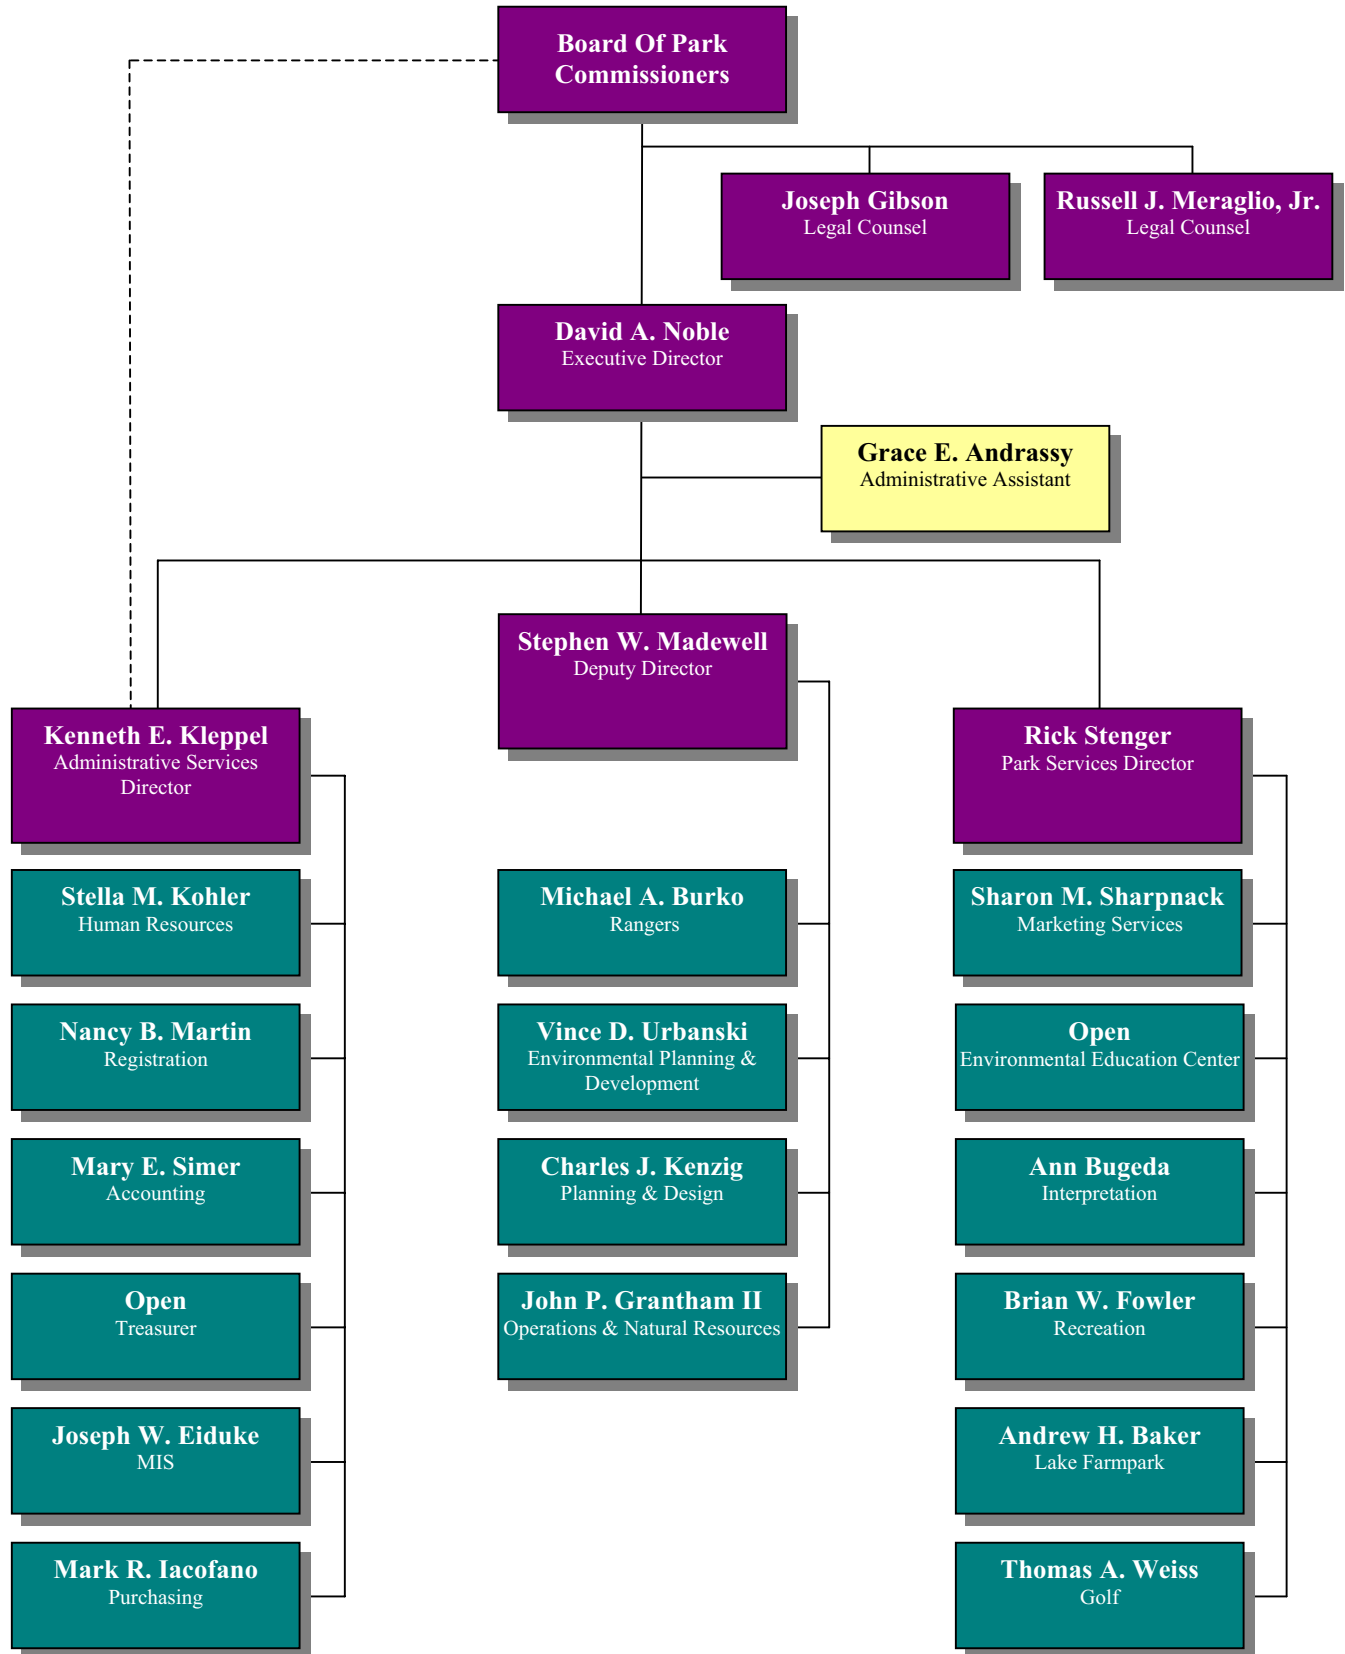 Board Of Park
Commissioners
Joseph Gibson
Legal Counsel
Russell J. Meraglio, Jr.
Legal Counsel
David A. Noble
Executive Director
Grace E. Andrassy
Administrative Assistant
Stephen W. Madewell
Deputy Director
Kenneth E. Kleppel
Administrative Services
Director
Rick Stenger
Park Services Director
Stella M. Kohler
Human Resources
Michael A. Burko
Rangers
Sharon M. Sharpnack
Marketing Services
Nancy B. Martin
Registration
Vince D. Urbanski
Environmental Planning &
Development
Open
Environmental Education Center
Mary E. Simer
Accounting
Charles J. Kenzig
Planning & Design
Ann Bugeda
Interpretation
Open
Treasurer
John P. Grantham II
Operations & Natural Resources
Brian W. Fowler
Recreation
Joseph W. Eiduke
MIS
Andrew H. Baker
Lake Farmpark
Mark R. Iacofano
Purchasing
Thomas A. Weiss
Golf